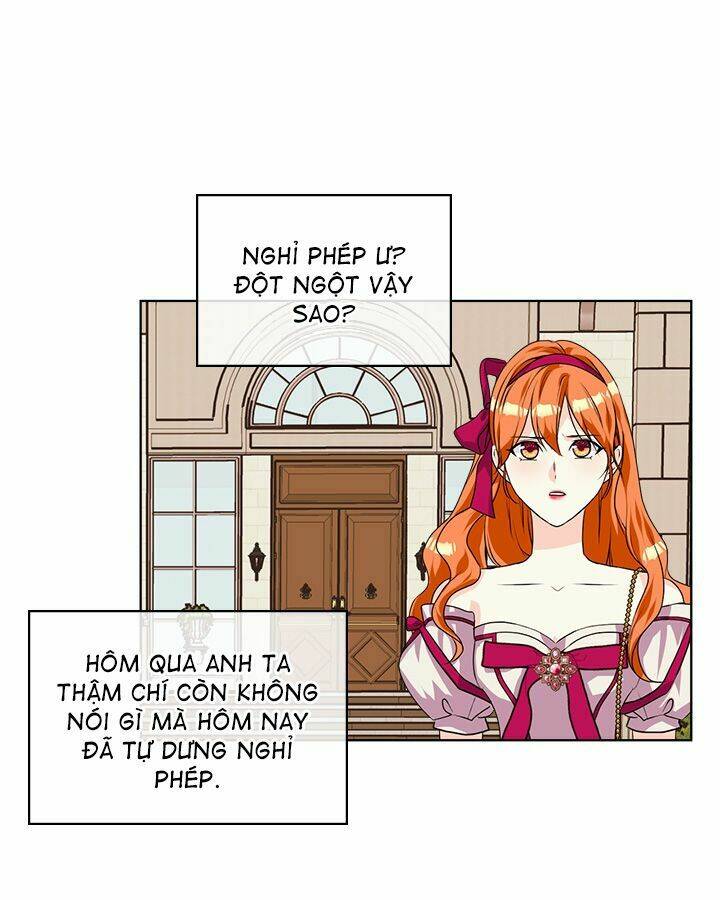 NGHỈ PHÉP Ư?
ĐỘT NGỘT VẬY
SAO?
HÔM QUA ANH TA
THẬM CHÍ CÒN KHÔNG
NÓI GÌ MÀ HÔM NAY
ĐÃ TỰ DƯNG NGHỈ
PHÉP.